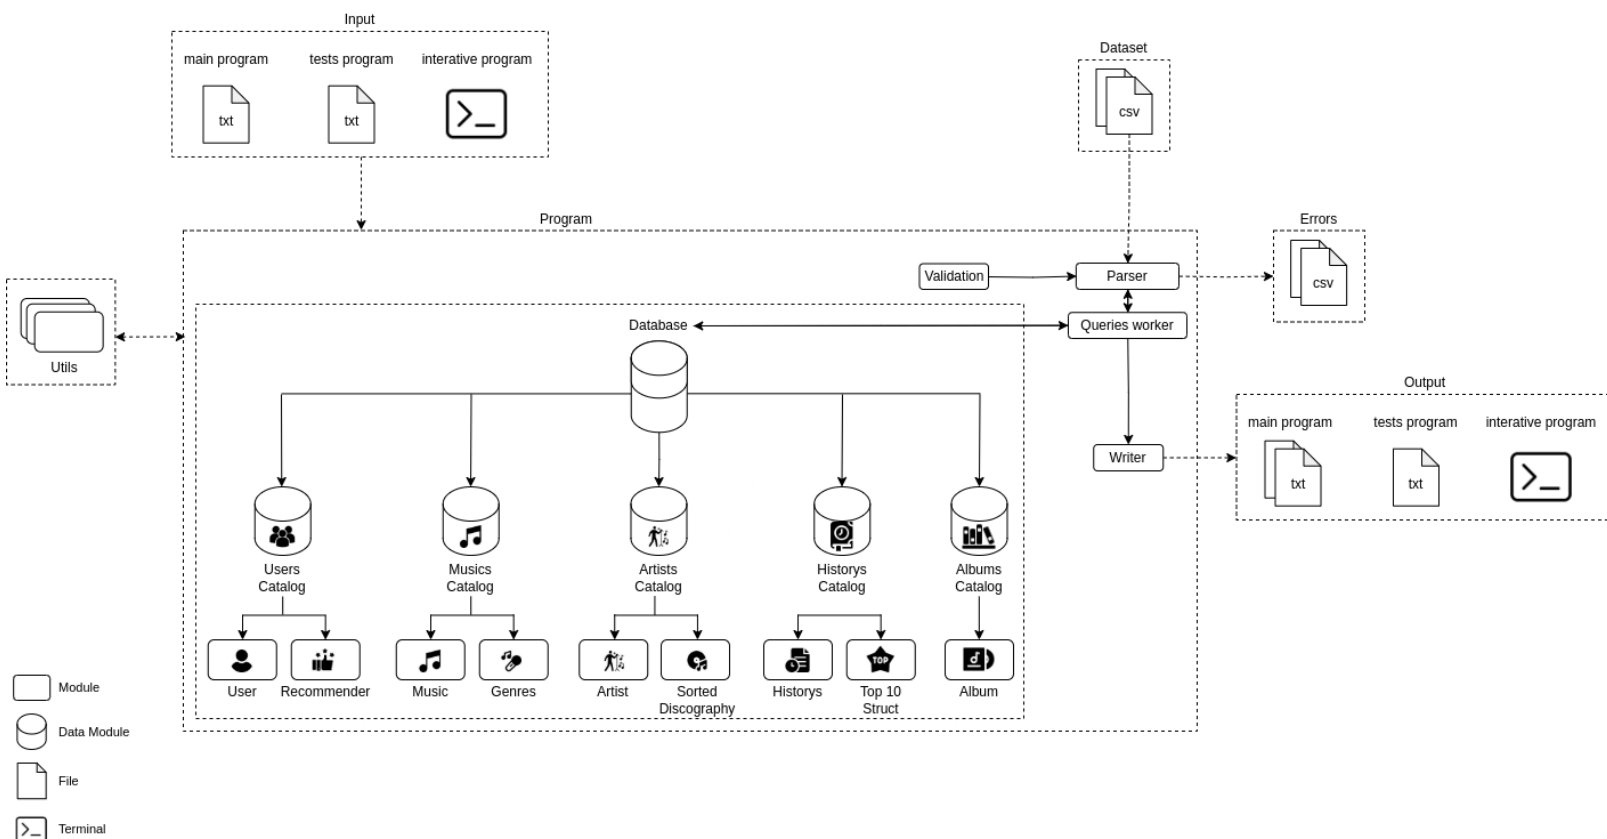 Input
main program
tests program
interative program
txt
txt
Dataset
csv
Program
Errors
csv
Validation
Parser
Queries worker
Database
Utils
Output
main program
tests program
interative program
txt
txt
Writer
Users
Catalog
Musics
Catalog
Artists
Catalog
Historys
Catalog
Albums
Catalog
TOP
User
Recommender
Music
Genres
Artist
Sorted
Discography
Historys
Top 10
Struct
Album
Module
Data Module
File
Terminal